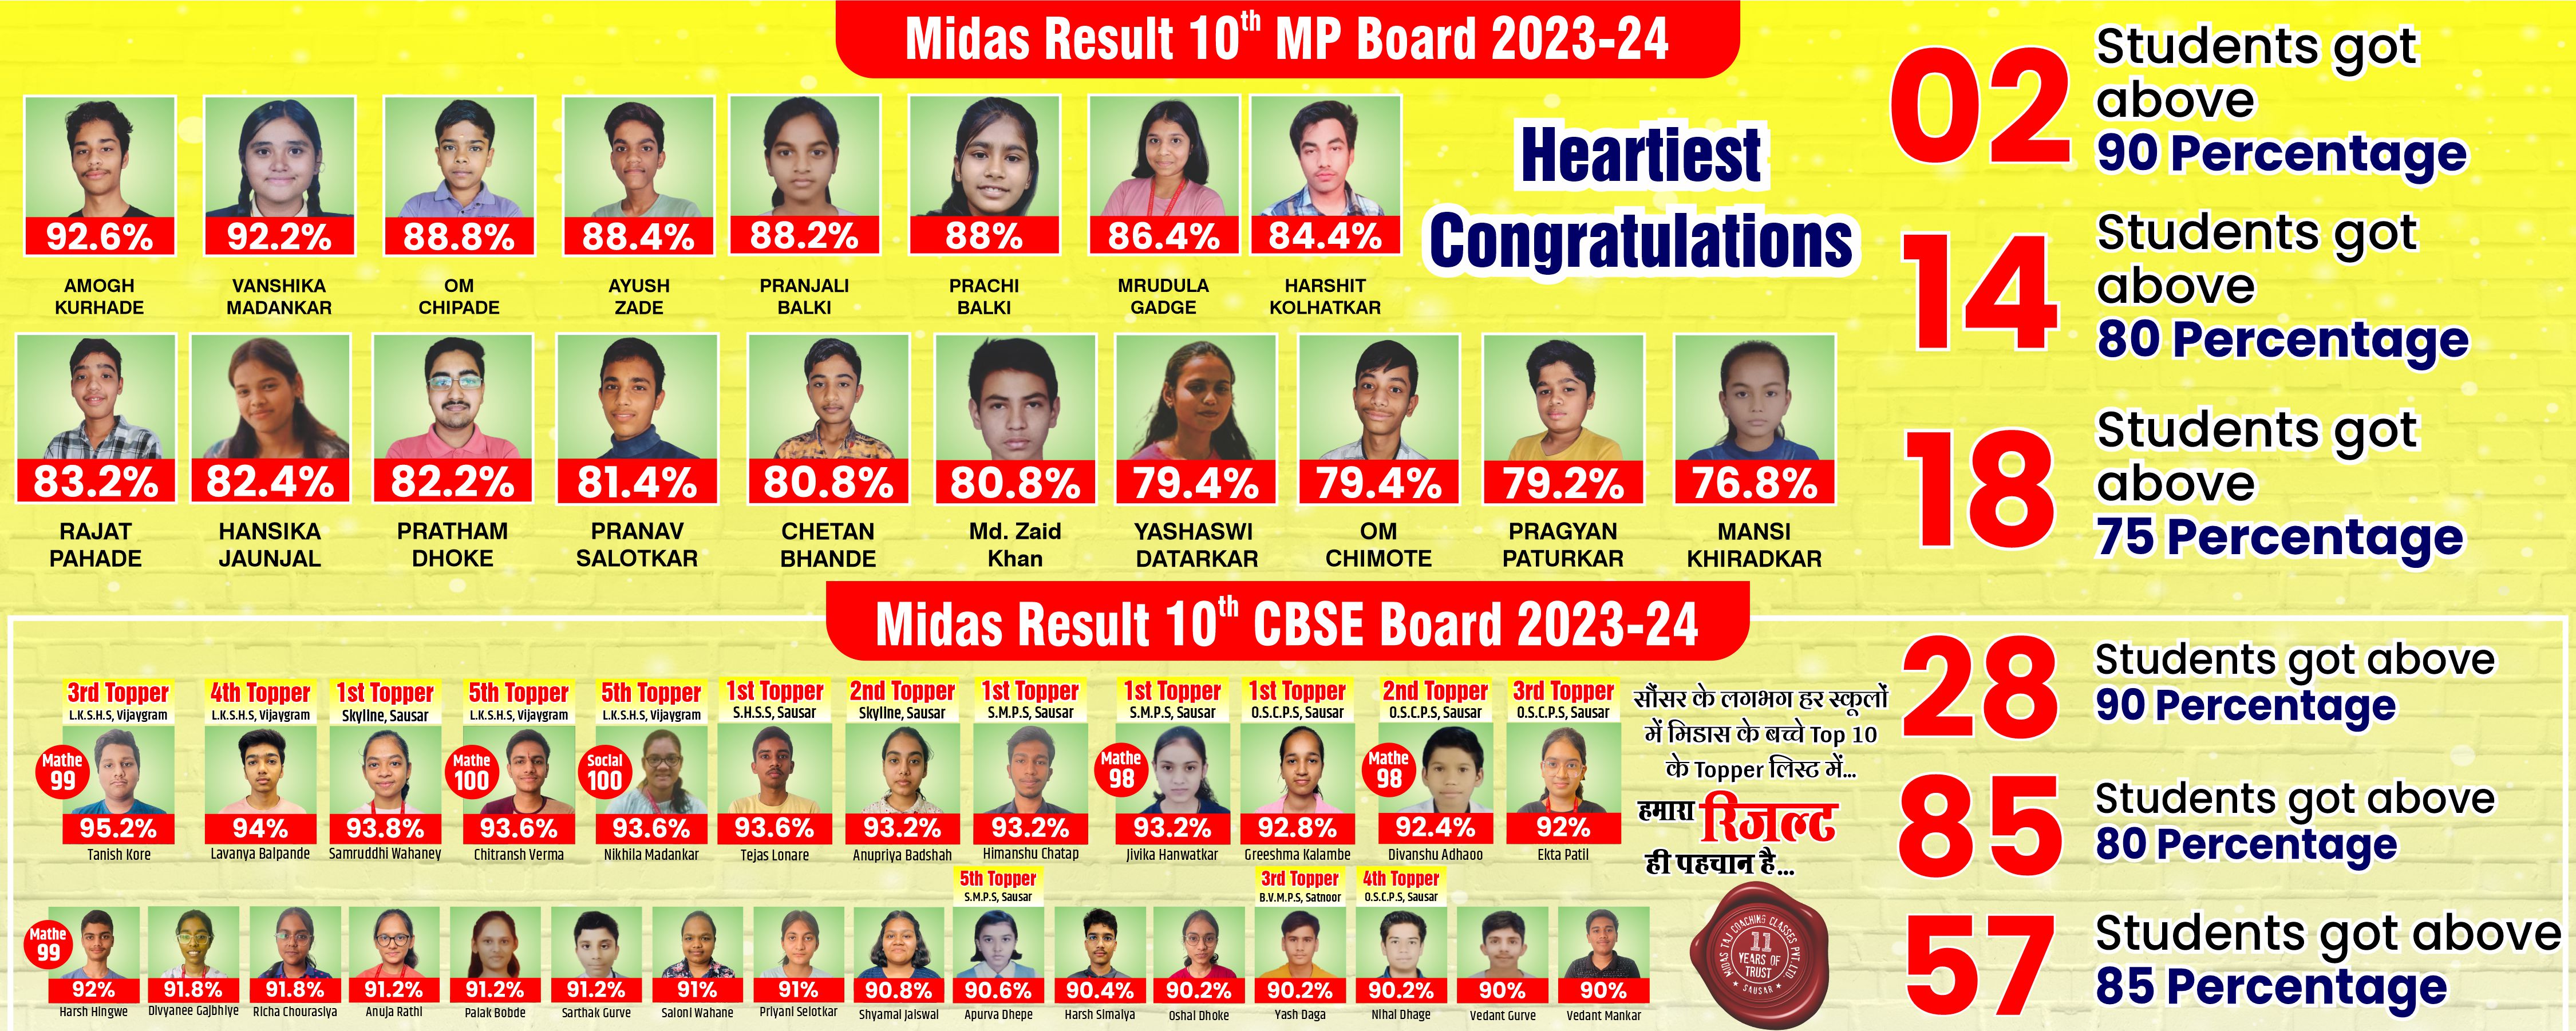 Midas Result 10th MP Board 2023-24
92.6%
AMOGH
KURHADE
92.2%
VANSHIKA
MADANKAR
88.8%
OM
CHIPADE
88.4%
AYUSH
ZADE
88.2%
PRANJALI
BALKI
88%
PRACHI
BALKI
86.4%
MRUDULA
GADGE
84.4%
HARSHIT
KOLHATKAR
Heartiest
Congratulations
83.2%
RAJAT
PAHADE
82.4%
HANSIKA
JAUNJAL
82.2%
PRATHAM
DHOKE
81.4%
PRANAV
SALOTKAR
80.8%
CHETAN
BHANDE
80.8%
Md. Zaid
Khan
79.4%
YASHASWI
DATARKAR
79.4%
OM
CHIMOTE
79.2%
PRAGYAN
PATURKAR
76.8%
MANSI
KHIRADKAR
02
Students got
above
90 Percentage
14
Students got
above
80 Percentage
18
Students got
above
75 Percentage
Midas Result 10th CBSE Board 2023-24
3rd Topper
L.K.S.H.S, Vijaygram
Mathe
99
95.2%
Tanish Kore
4th Topper
L.K.S.H.S, Vijaygram
94%
Lavanya Balpande
1st Topper
Skyline, Sausar
93.8%
Samruddhi Wahaney
5th Topper
L.K.S.H.S, Vijaygram
Mathe
100
93.6%
Chitransh Verma
5th Topper
L.K.S.H.S, Vijaygram
Social
100
93.6%
Nikhila Madankar
1st Topper
S.H.S.S, Sausar
93.6%
Tejas Lonare
2nd Topper
Skyline, Sausar
93.2%
Anupriya Badshah
1st Topper
S.M.P.S, Sausar
93.2%
Himanshu Chatap
1st Topper
S.M.P.S, Sausar
Mathe
98
93.2%
Jivika Hanwatkar
1st Topper
O.S.C.P.S, Sausar
92.8%
Greeshma Kalambe
2nd Topper
O.S.C.P.S, Sausar
Mathe
98
92.4%
Divanshu Adhaoo
3rd Topper
O.S.C.P.S, Sausar
92%
Ekta Patil
सौंसर के लगभग हर स्कूलों
में मिडास के बच्चे Top 10
के Topper लिस्ट में...
हमारा रिजल्ट
ही पहचान है...
Mathe
99
92%
Harsh Hingwe
91.8%
Divyanee Gajbhiye
91.8%
Richa Chourasiya
91.2%
Anuja Rathi
91.2%
Palak Bobde
91.2%
Sarthak Gurve
91%
Saloni Wahane
91%
Priyani Selotkar
90.8%
Shyamal Jaiswal
5th Topper
S.M.P.S, Sausar
90.6%
Apurva Dhepe
90.4%
Harsh Simaiya
90.2%
Oshal Dhoke
3rd Topper
B.V.M.P.S, Satnoor
90.2%
Yash Daga
4th Topper
O.S.C.P.S, Sausar
90.2%
Nihal Dhage
90%
Vedant Gurve
90%
Vedant Mankar
MIDAS TAJ COACHING CLASSES PVT. LTD
11
YEARS OF
TRUST
SAUSAR
28
Students got above
90 Percentage
85
Students got above
80 Percentage
57
Students got above
85 Percentage